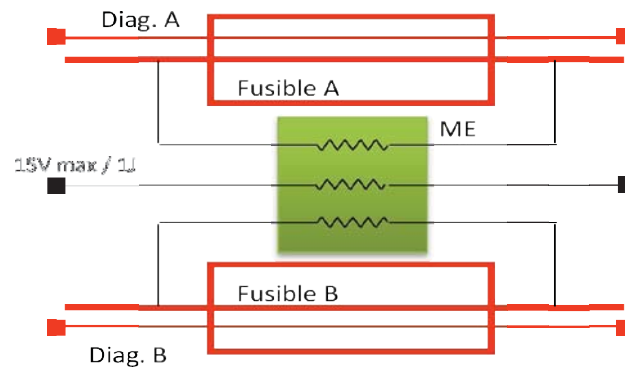 Diag. A
Fusible A
ME
15V max / 1J
Fusible B
Diag. B